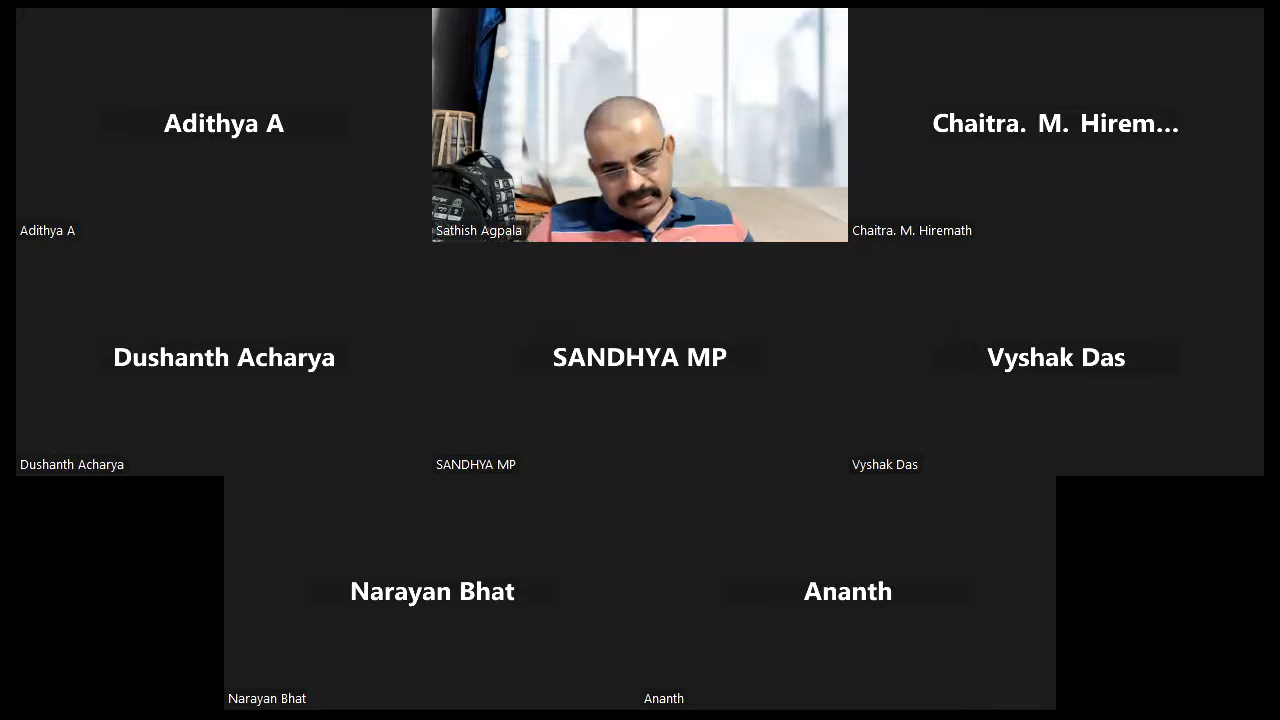 Adithya A
Adithya A
Sathish Agpala
Chaitra. M. Hirem...
Chaitra. M. Hiremath
Dushanth Acharya
Dushanth Acharya
SANDHYA MP
SANDHYA MP
Vyshak Das
Vyshak Das
Narayan Bhat
Narayan Bhat
Ananth
Ananth